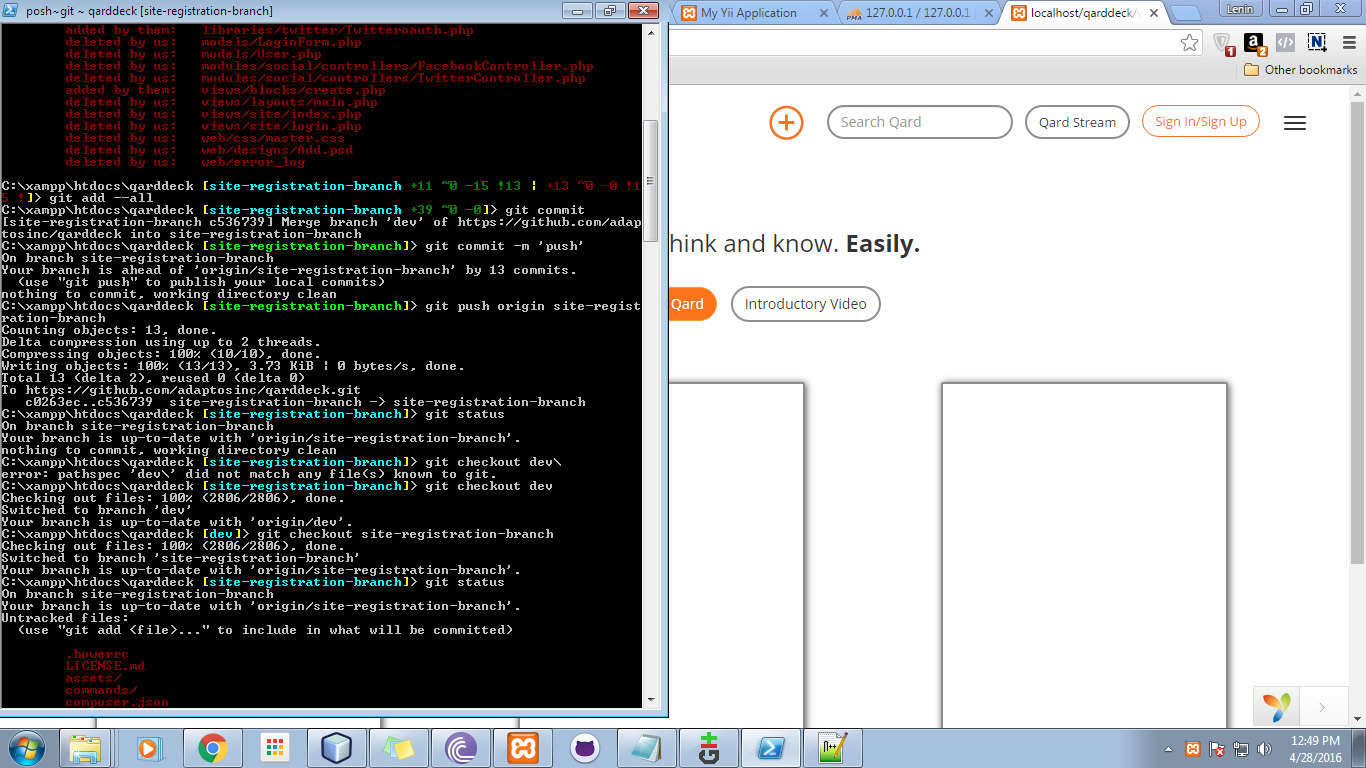 posh~git ~ qarddeck [site-registration-branch]
added by them: libraries/twitter/Twitteroauth.php
deleted by us: models/LoginForm.php
deleted by us: models/User.php
deleted by us: modules/social/controllers/FacebookController.php
deleted by us: modules/social/controllers/TwitterController.php
added by them: views/blocks/create.php
deleted by us: views/layouts/main.php
deleted by us: views/site/index.php
deleted by us: views/site/login.php
deleted by us: web/css/master.css
deleted by us: web/designs/Add.psd
deleted by us: web/error_log
C:\xampp\htdocs\qarddeck [site-registration-branch +11 ~0 -15 !13 | +13 ~0 -0 !1
5 !]> git add --all
C:\xampp\htdocs\qarddeck [site-registration-branch +39 ~0 -0]> git commit
[site-registration-branch c536739] Merge branch 'dev' of https://github.com/adap
tosinc/qarddeck into site-registration-branch
C:\xampp\htdocs\qarddeck [site-registration-branch]> git commit -m 'push'
On branch site-registration-branch
Your branch is ahead of 'origin/site-registration-branch' by 13 commits.
(use "git push" to publish your local commits)
nothing to commit, working directory clean
C:\xampp\htdocs\qarddeck [site-registration-branch]> git push origin site-regist
ration-branch
Counting objects: 13, done.
Delta compression using up to 2 threads.
Compressing objects: 100% (10/10), done.
Writing objects: 100% (13/13), 3.73 KiB | 0 bytes/s, done.
Total 13 (delta 2), reused 0 (delta 0)
To https://github.com/adaptosinc/qarddeck.git
c0263ec..c536739 site-registration-branch -> site-registration-branch
C:\xampp\htdocs\qarddeck [site-registration-branch]> git status
On branch site-registration-branch
Your branch is up-to-date with 'origin/site-registration-branch'.
nothing to commit, working directory clean
C:\xampp\htdocs\qarddeck [site-registration-branch]> git checkout dev\
error: pathspec 'dev\' did not match any file(s) known to git.
C:\xampp\htdocs\qarddeck [site-registration-branch]> git checkout dev
Checking out files: 100% (2806/2806), done.
Switched to branch 'dev'
Your branch is up-to-date with 'origin/dev'.
C:\xampp\htdocs\qarddeck [dev]> git checkout site-registration-branch
Checking out files: 100% (2806/2806), done.
Switched to branch 'site-registration-branch'
Your branch is up-to-date with 'origin/site-registration-branch'.
C:\xampp\htdocs\qarddeck [site-registration-branch]> git status
On branch site-registration-branch
Your branch is up-to-date with 'origin/site-registration-branch'.
Untracked files:
(use "git add <file>..." to include in what will be committed)
.bowerrc
LICENSE.md
assets/
commands/
composer.json
My Yii Application
127.0.0.1 / 127.0.0.1
localhost/qarddeck/
Lenin
1
2
Other bookmarks
Search Qard
Qard Stream
Sign In/Sign Up
hink and know. Easily.
Qard
Introductory Video
12:49 PM
4/28/2016